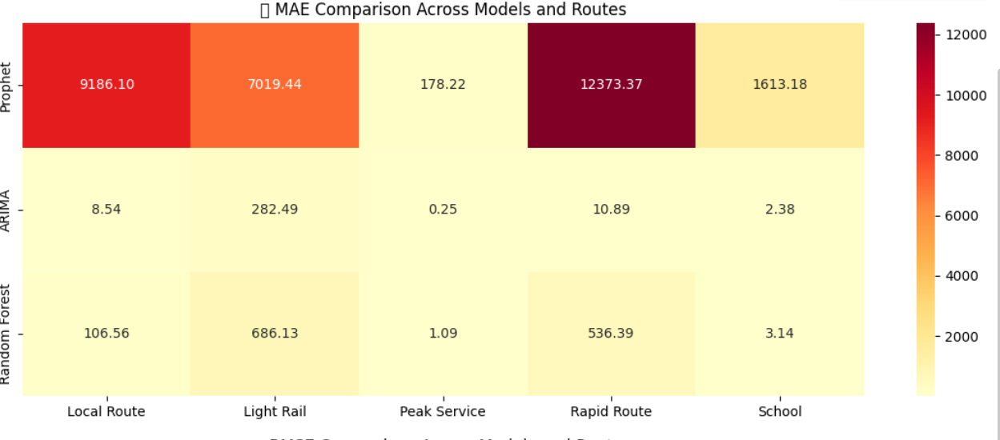 MAE Comparison Across Models and Routes
Prophet
9186.10 7019.44 178.22 12373.37 1613.18
ARIMA
8.54 282.49 0.25 10.89 2.38
Random Forest
106.56 686.13 1.09 536.39 3.14
Local Route Light Rail Peak Service Rapid Route School
12000
10000
8000
6000
4000
2000